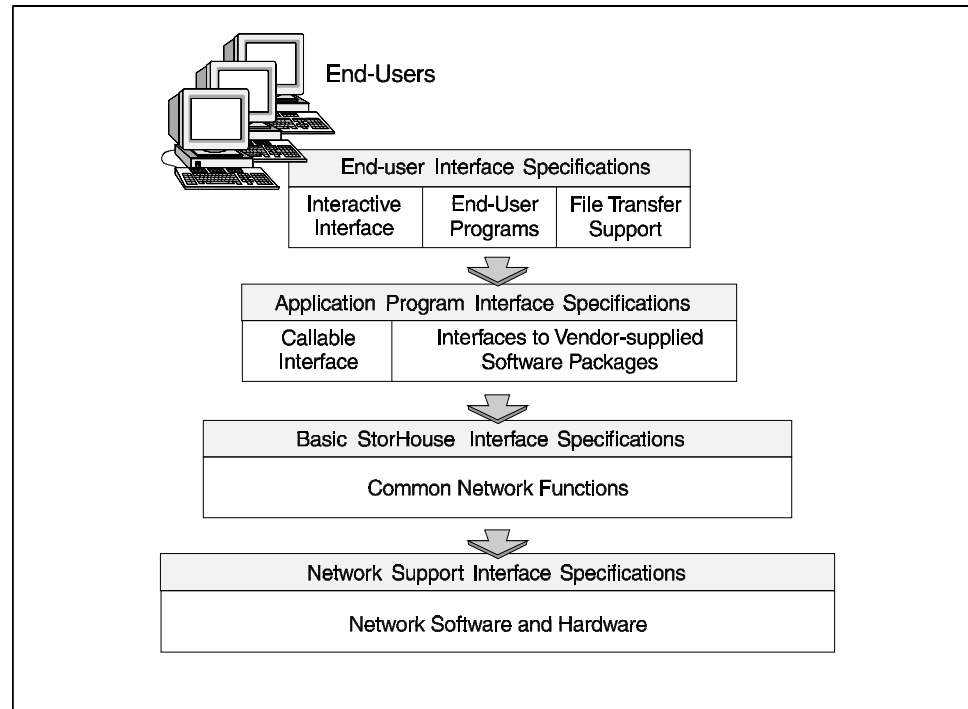 End-Users
End-user Interface Specifications
Interactive
Interface
End-User
Programs
File Transfer
Support
Application Program Interface Specifications
Callable
Interface
Interfaces to Vendor-supplied
Software Packages
Basic StorHouse Interface Specifications
Common Network Functions
Network Support Interface Specifications
Network Software and Hardware